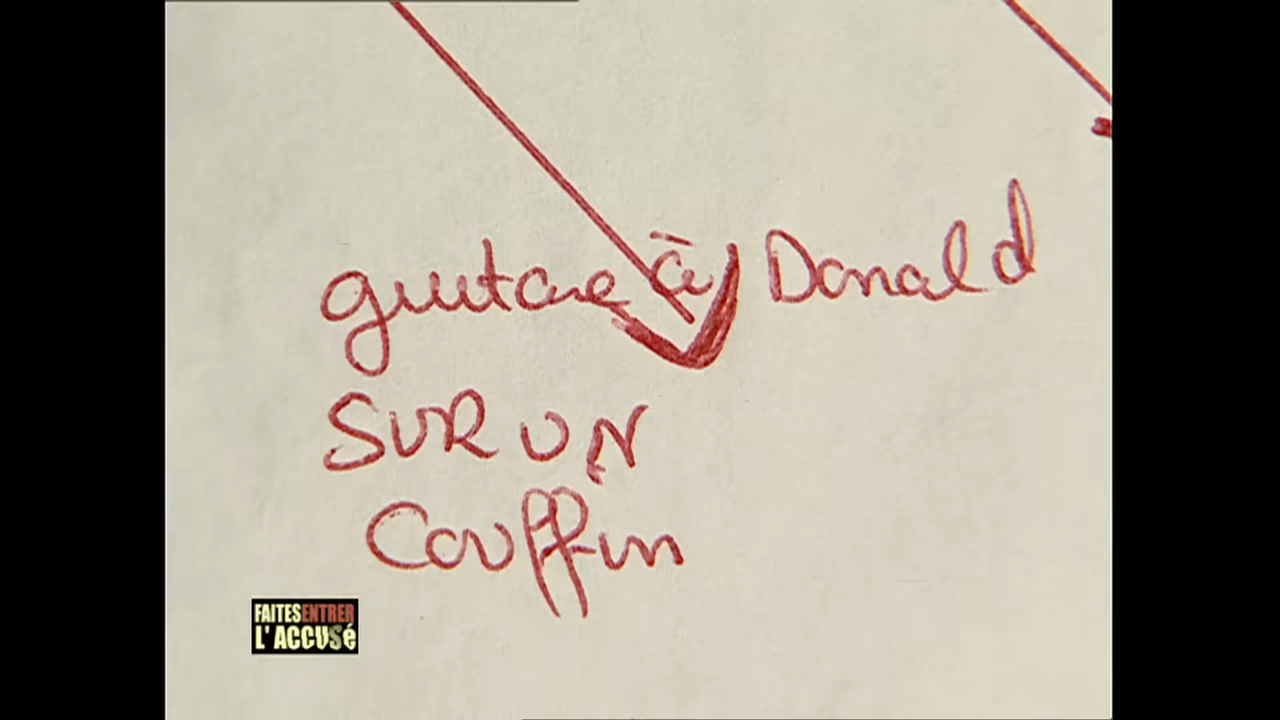 guitare à Donald
SUR UN
Couffin
FAITES ENTRER
L'ACCUSé